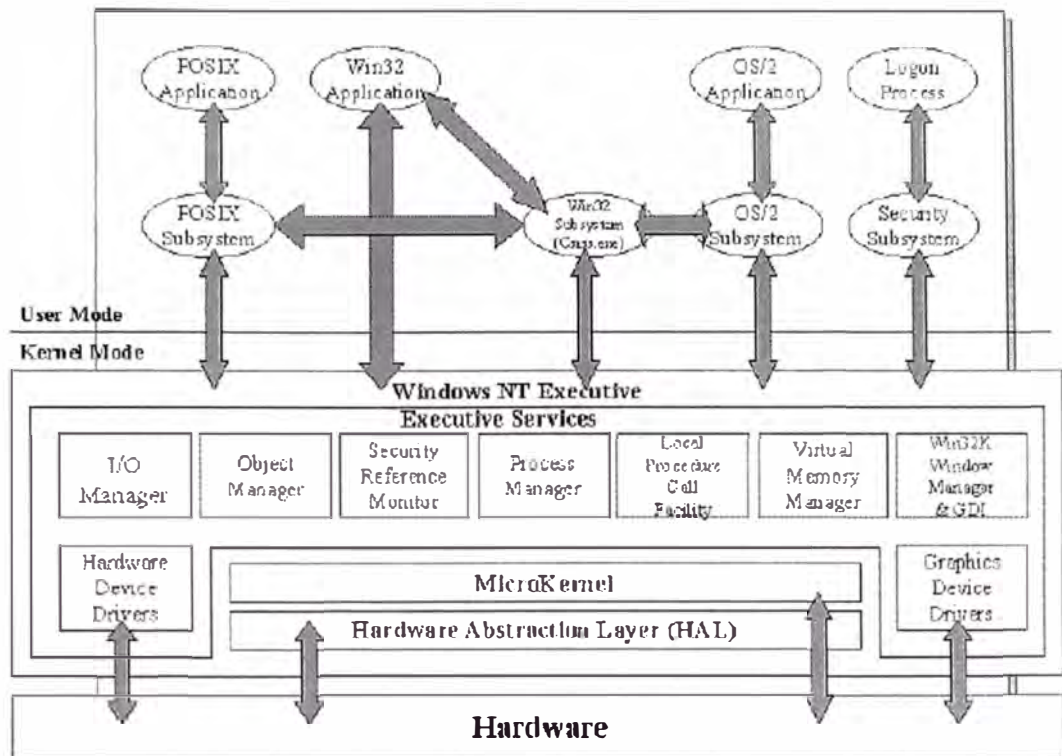 POSIX
Application
Win32
Application
OS/2
Application
Logon
Process
POSIX
Subsystem
Win32
Subsystem
(Csrss.exe)
OS/2
Subsystem
Security
Subsystem
User Mode
Kernel Mode
Windows NT Executive
Executive Services
I/O
Manager
Object
Manager
Security
Reference
Monitor
Process
Manager
Local
Procedure
Call
Facility
Virtual
Memory
Manager
Win32K
Window
Manager
& GDI
Hardware
Device
Drivers
MicroKernel
Hardware Abstraction Layer (HAL)
Graphics
Device
Drivers
Hardware